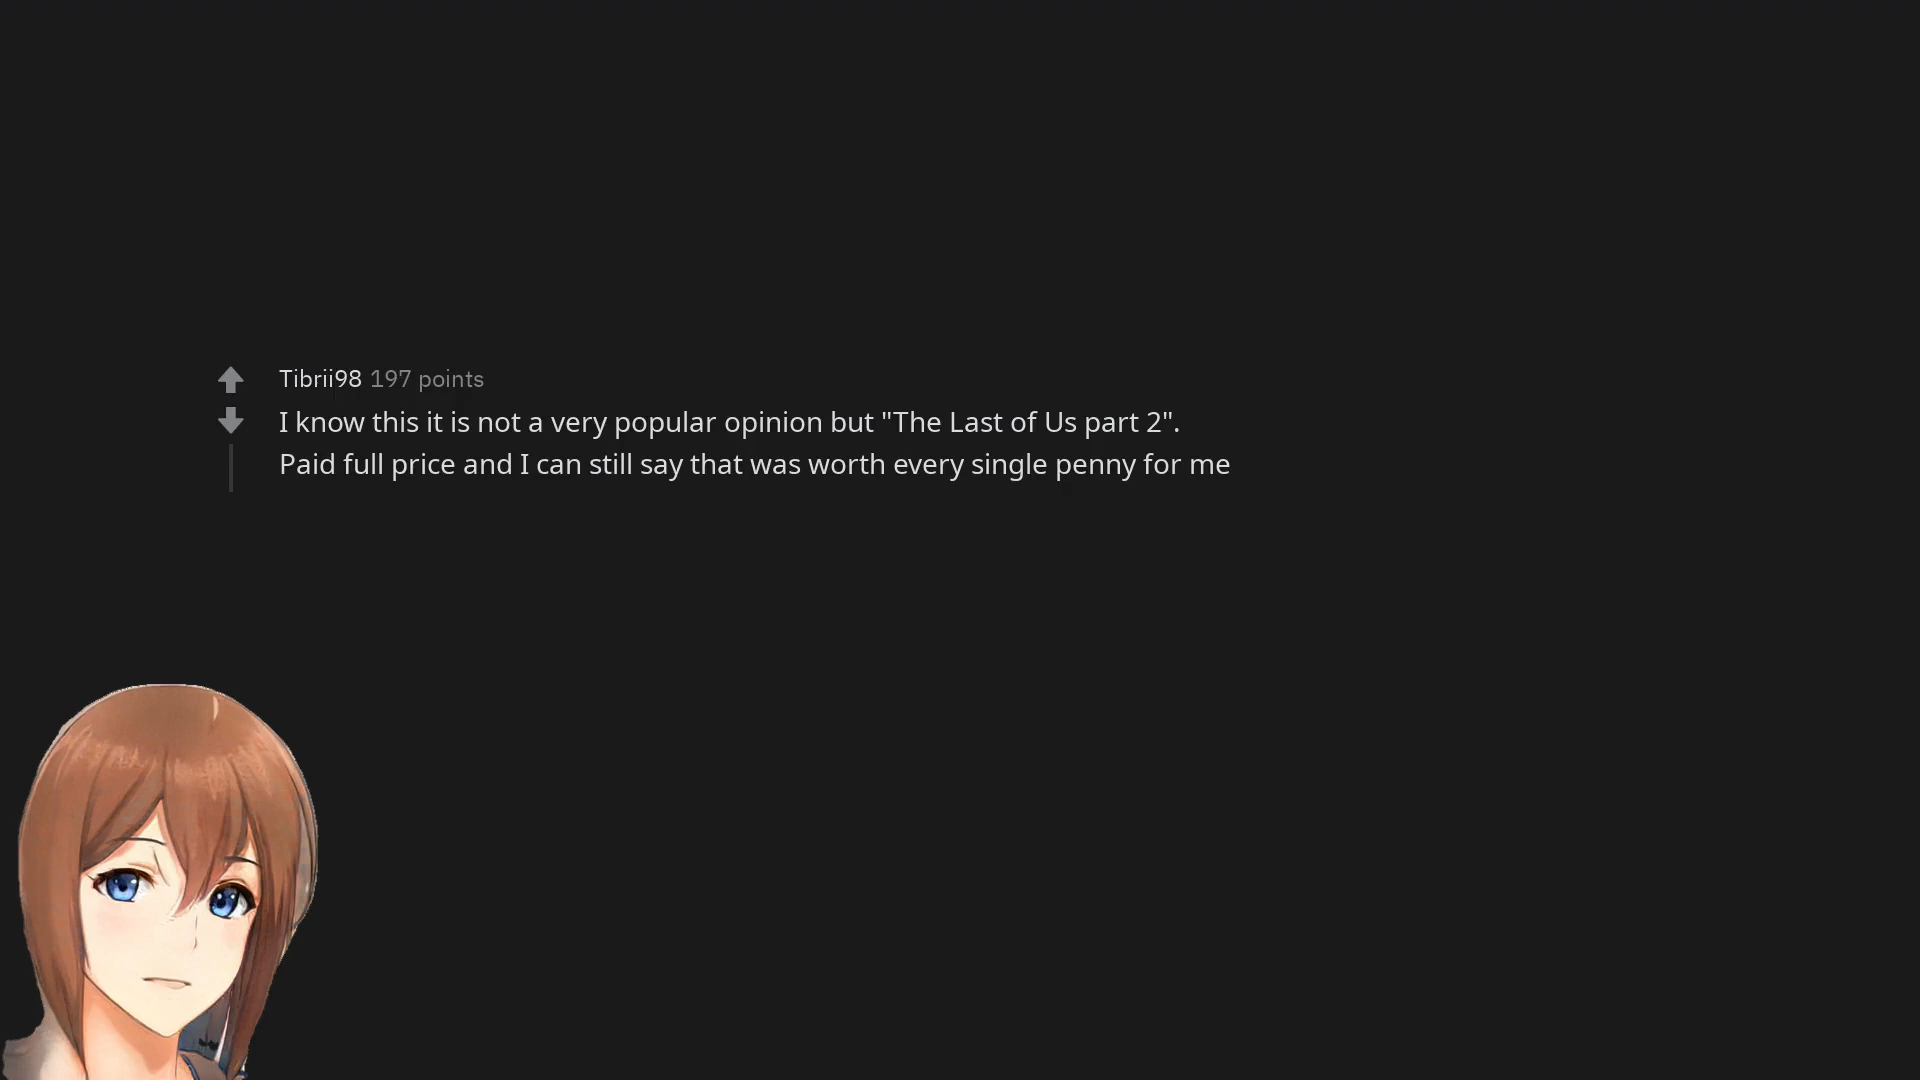 Tibrii98 197 points
I know this it is not a very popular opinion but "The Last of Us part 2".
Paid full price and I can still say that was worth every single penny for me